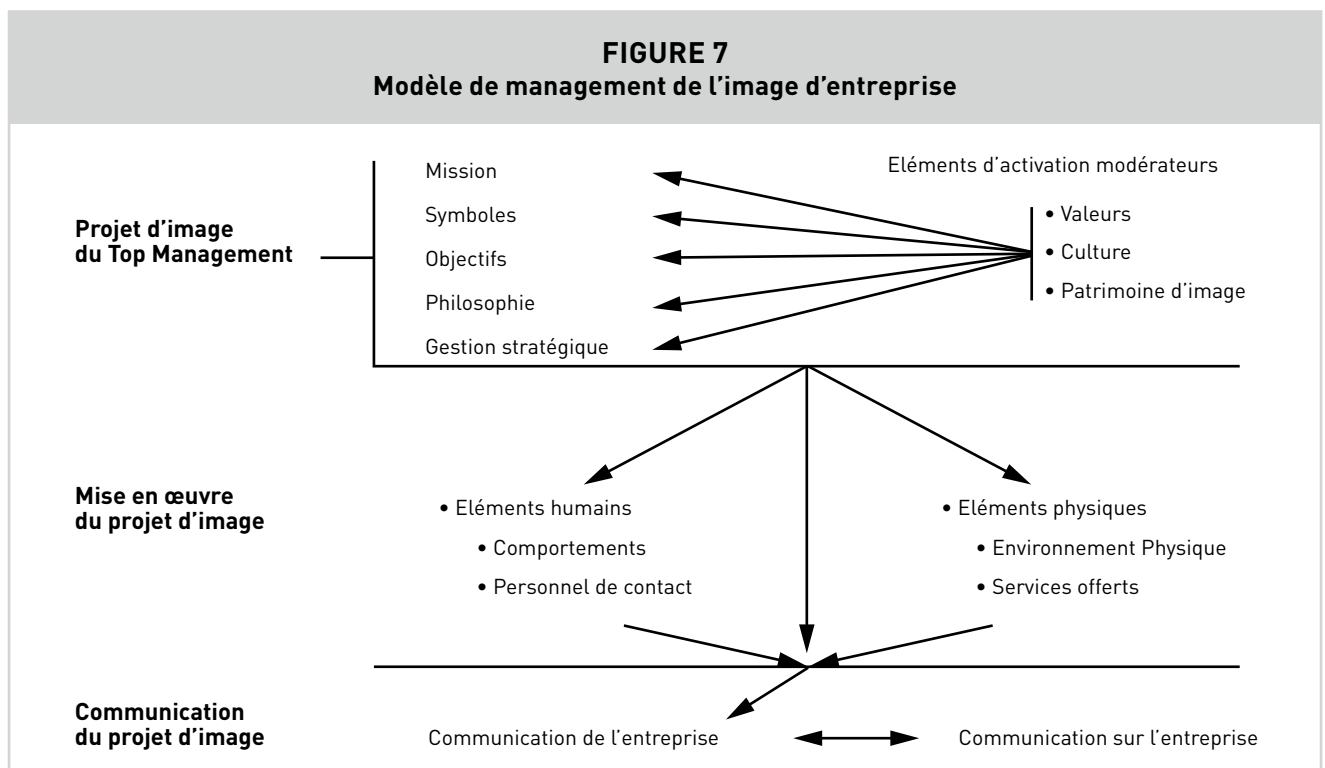 FIGURE 7
Modèle de management de l’image d’entreprise
Projet d’image
du Top Management
Mission
Symboles
Objectifs
Philosophie
Gestion stratégique
Eléments d’activation modérateurs
• Valeurs
• Culture
• Patrimoine d’image
Mise en œuvre
du projet d’image
• Eléments humains
• Comportements
• Personnel de contact
• Eléments physiques
• Environnement Physique
• Services offerts
Communication
du projet d’image
Communication de l’entreprise
Communication sur l’entreprise